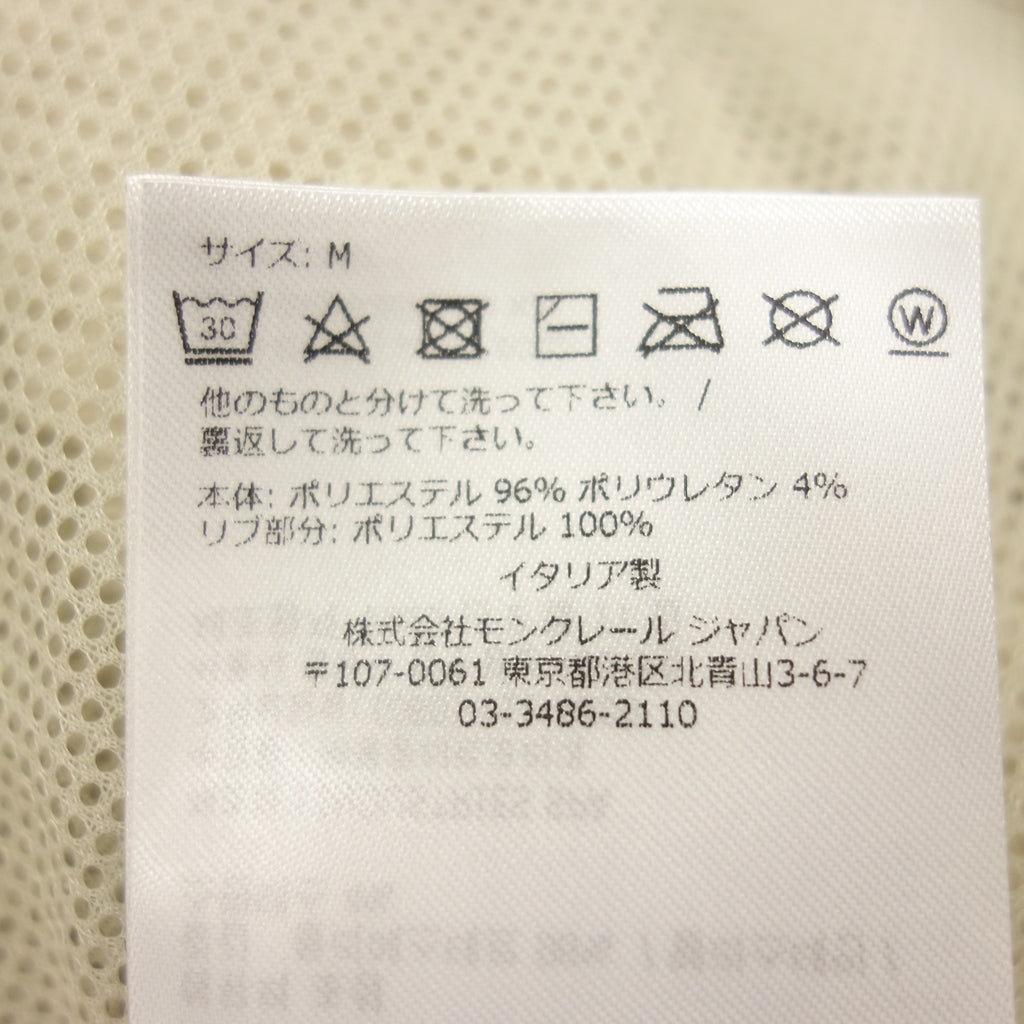 サイズ: M
30
W
他のものと分けて洗って下さい。 /
裏返して洗って下さい。
本体: ポリエステル 96% ポリウレタン 4%
リブ部分: ポリエステル 100%
イタリア製
株式会社モンクレール ジャパン
〒107-0061 東京都港区北青山3-6-7
03-3486-2110